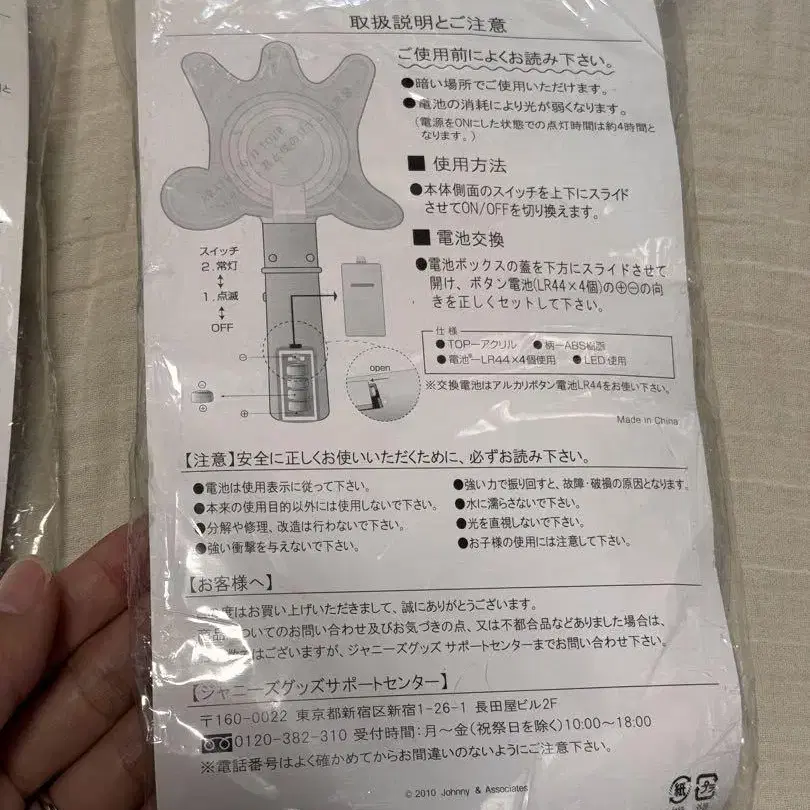 取扱説明とご注意
ご使用前によくお読み下さい。
●暗い場所でご使用いただけます。
●電池の消耗により光が弱くなります。
(電源をONにした状態での点灯時間は約4時間と
なります。)
■ 使用方法
●本体側面のスイッチを上下にスライド
させてON/OFFを切り換えます。
スイッチ
2. 常灯
1. 点滅
OFF
■ 電池交換
●電池ボックスの蓋を下方にスライドさせて
開け、ボタン電池(LR44×4個)の⊕⊖の向
きを正しくセットして下さい。
⊖
⊕
⊖
⊕
open
仕様
●TOP―アクリル ●柄―ABS樹脂
●電池―LR44×4個使用 ●LED使用
※交換電池はアルカリボタン電池LR44をお使い下さい。
Made in China
【注意】安全に正しくお使いいただくために、必ずお読み下さい。
●電池は使用表示に従って下さい。
●本来の使用目的以外には使用しないで下さい。
●分解や修理、改造は行わないで下さい。
●強い衝撃を与えないで下さい。
●強い力で振り回すと、故障・破損の原因となります。
●水に濡らさないで下さい。
●光を直視しないで下さい。
●お子様の使用には注意して下さい。
【お客様へ】
度はお買い上げいただきまして、誠にありがとうございます。
商品についてのお問い合わせ及びお気づきの点、又は不都合品などありました場合は、
はございますが、ジャニーズグッズ サポートセンターまでお問い合わせ下さい。
【ジャニーズグッズサポートセンター】
〒160-0022 東京都新宿区新宿1-26-1 長田屋ビル2F
0120-382-310 受付時間:月～金(祝祭日を除く)10:00～18:00
※電話番号はよく確かめてからお間違いのないようにご注意下さい。
© 2010 Johnny & Associates
紙
プラ